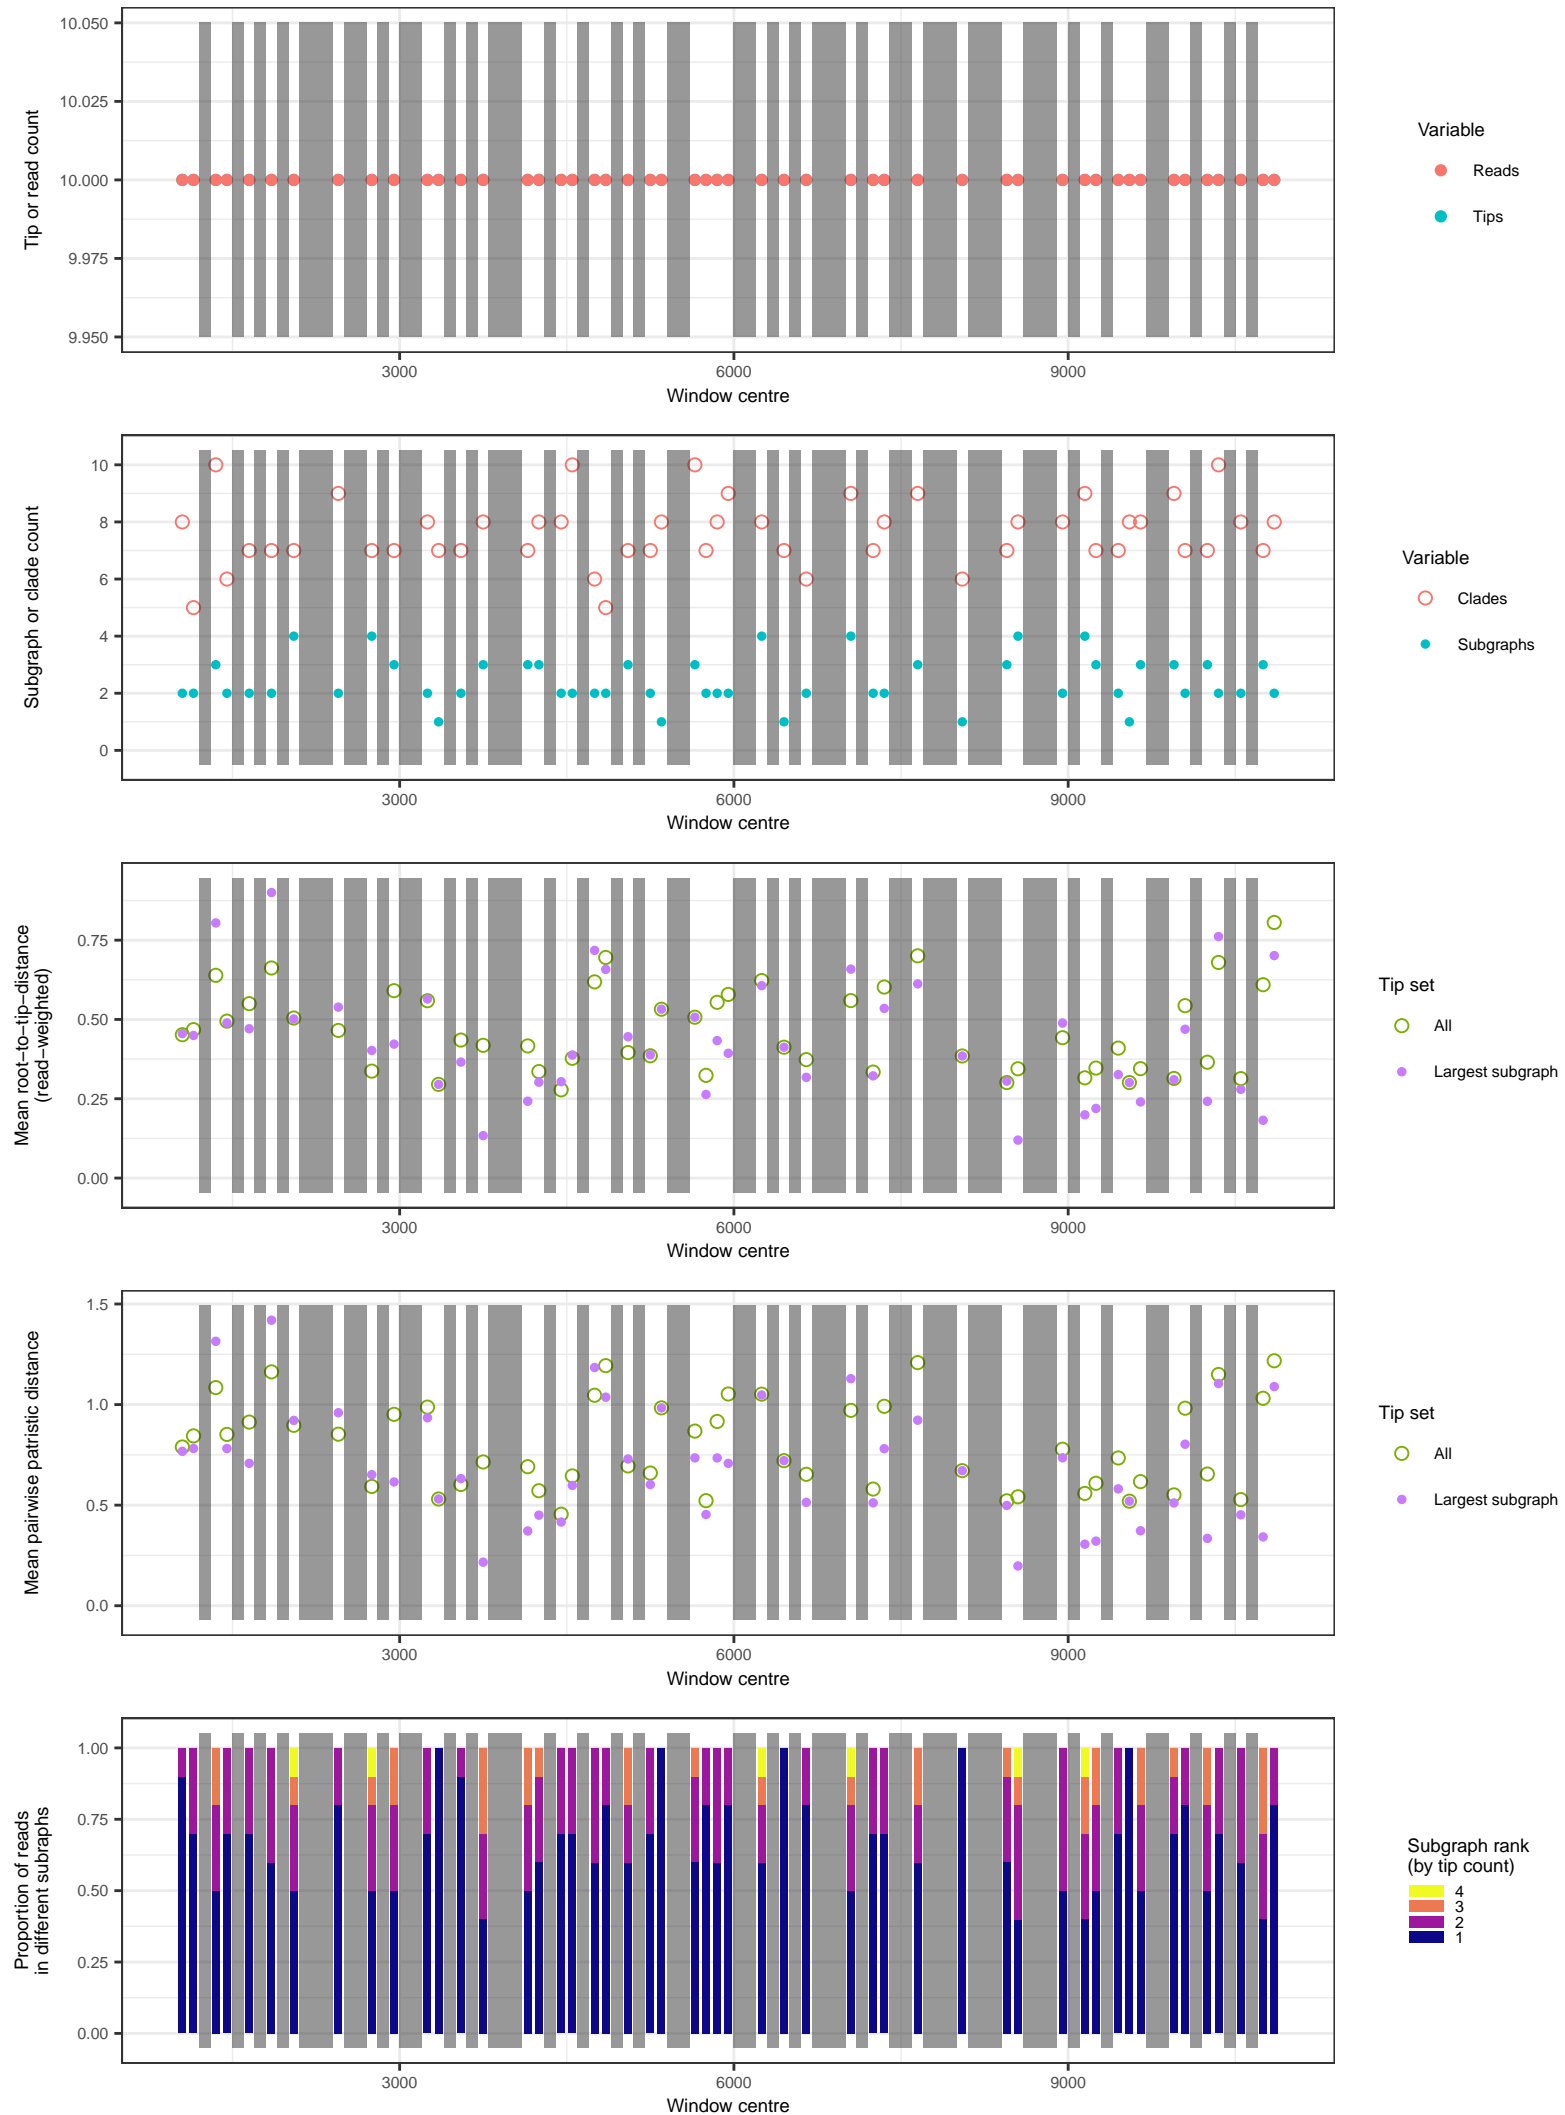 10.050
10.025
10.000
9.975
9.950
Tip or read count
3000
6000
9000
Window centre
Variable
Reads
Tips
10
8
6
4
2
0
Subgraph or clade count
3000
6000
9000
Window centre
Variable
Clades
Subgraphs
0.75
0.50
0.25
0.00
Mean root−to−tip−distance
(read−weighted)
3000
6000
9000
Window centre
Tip set
All
Largest subgraph
1.5
1.0
0.5
0.0
Mean pairwise patristic distance
3000
6000
9000
Window centre
Tip set
All
Largest subgraph
1.00
0.75
0.50
0.25
0.00
Proportion of reads
in different subraphs
3000
6000
9000
Window centre
Subgraph rank
(by tip count)
4
3
2
1